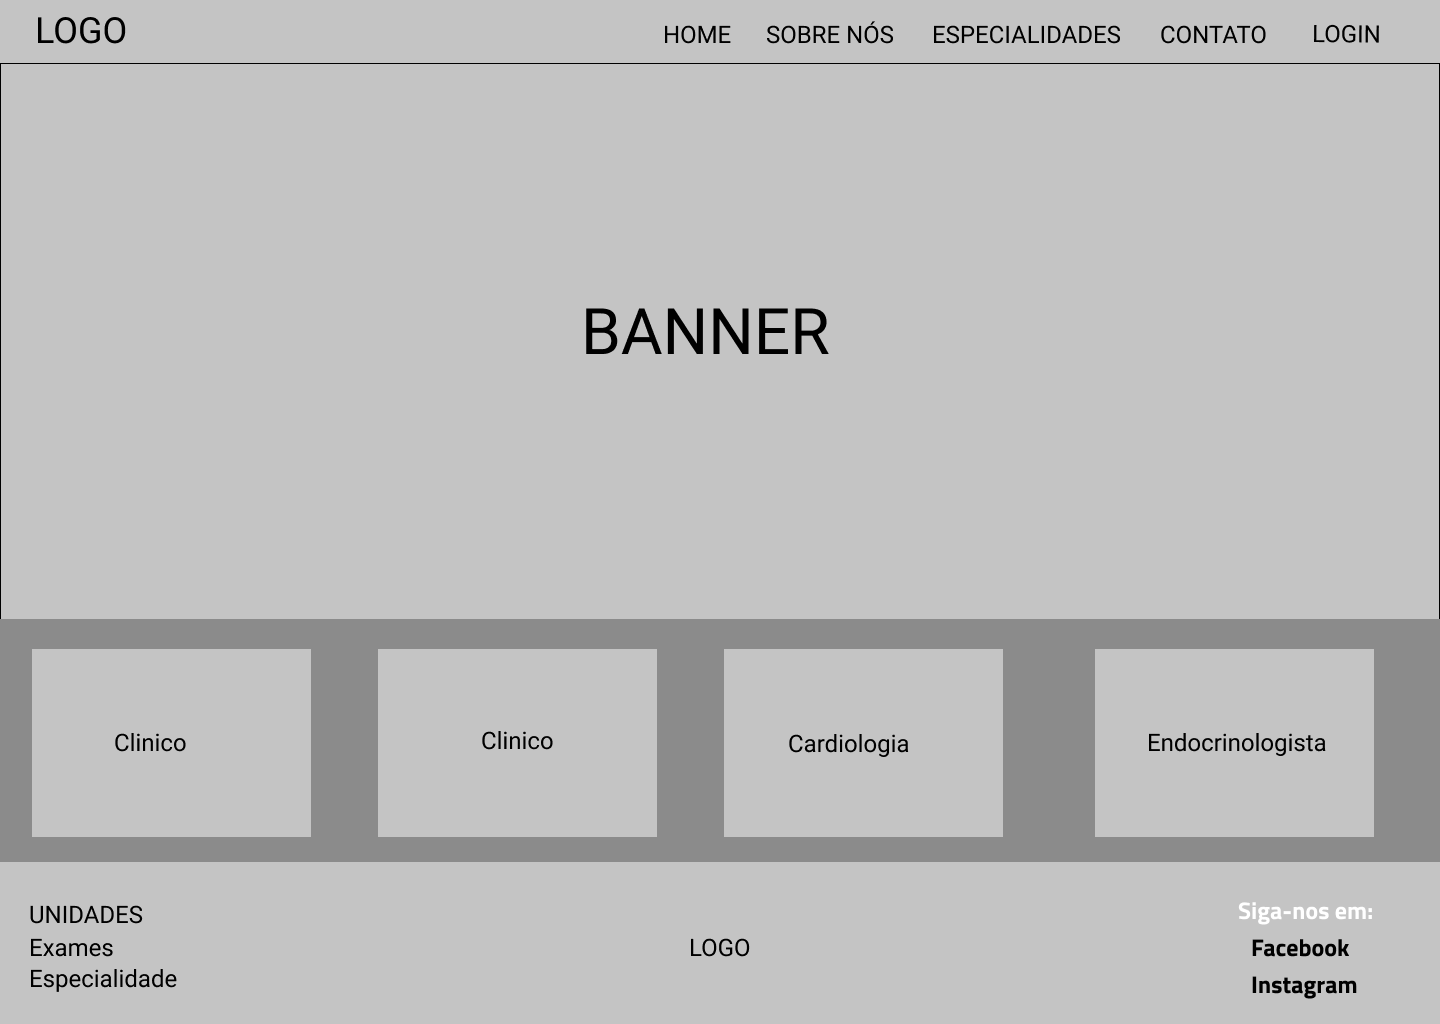 LOGO
HOME SOBRE NÓS ESPECIALIDADES CONTATO LOGIN
BANNER
Clinico
Clinico
Cardiologia
Endocrinologista
UNIDADES
Exames
Especialidade
LOGO
Siga-nos em:
Facebook
Instagram